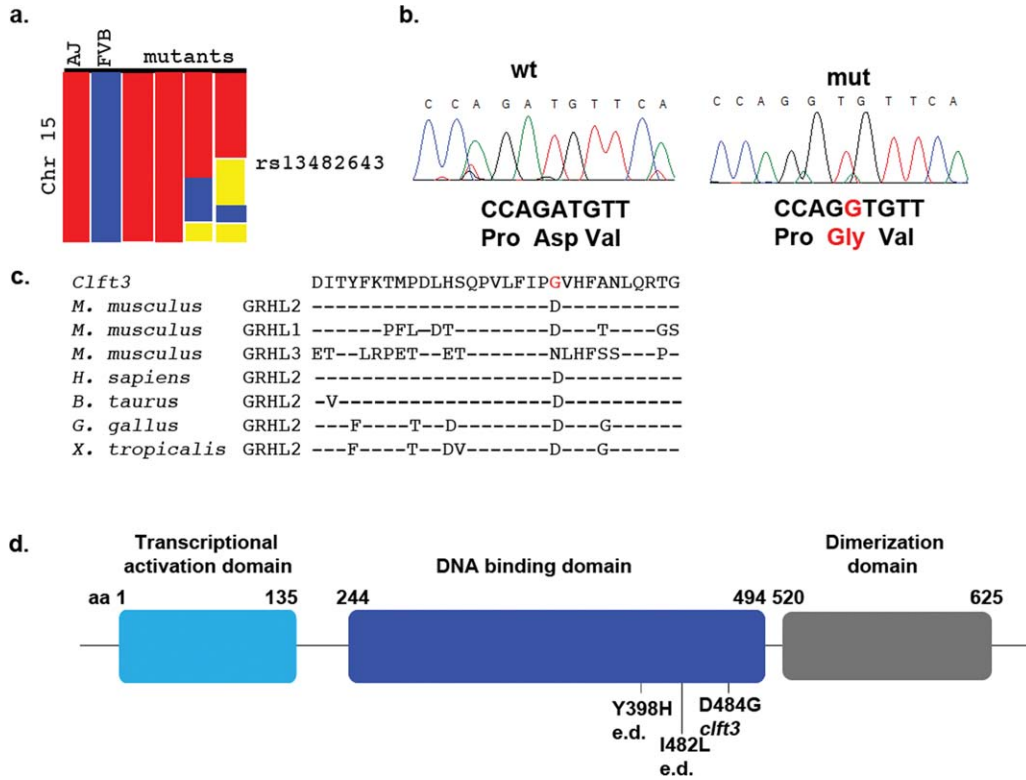 a.
AJ
FVB
mutants
Chr 15
rs13482643
b.
wt
C C A G A T G T T C A
CCAGATGTT
Pro Asp Val
mut
C C A G G T G T T C A
CCAGGTGTT
Pro Gly Val
c.
Clft3 DITYFKTMPDLHSQPVLFIPGVHFANLQRTG
M. musculus GRHL2 --------------------D----------
M. musculus GRHL1 ------PFL-DT--------D---T----GS
M. musculus GRHL3 ET--LRPET--ET-------NLHFSS---P-
H. sapiens GRHL2 --------------------D----------
B. taurus GRHL2 -V------------------D----------
G. gallus GRHL2 ---F----T--D--------D---G------
X. tropicalis GRHL2 ---F----T--DV-------D---G------
d.
Transcriptional
activation domain
DNA binding domain
Dimerization
domain
aa 1 135 244 494 520 625
Y398H
e.d.
I482L
e.d.
D484G
clft3